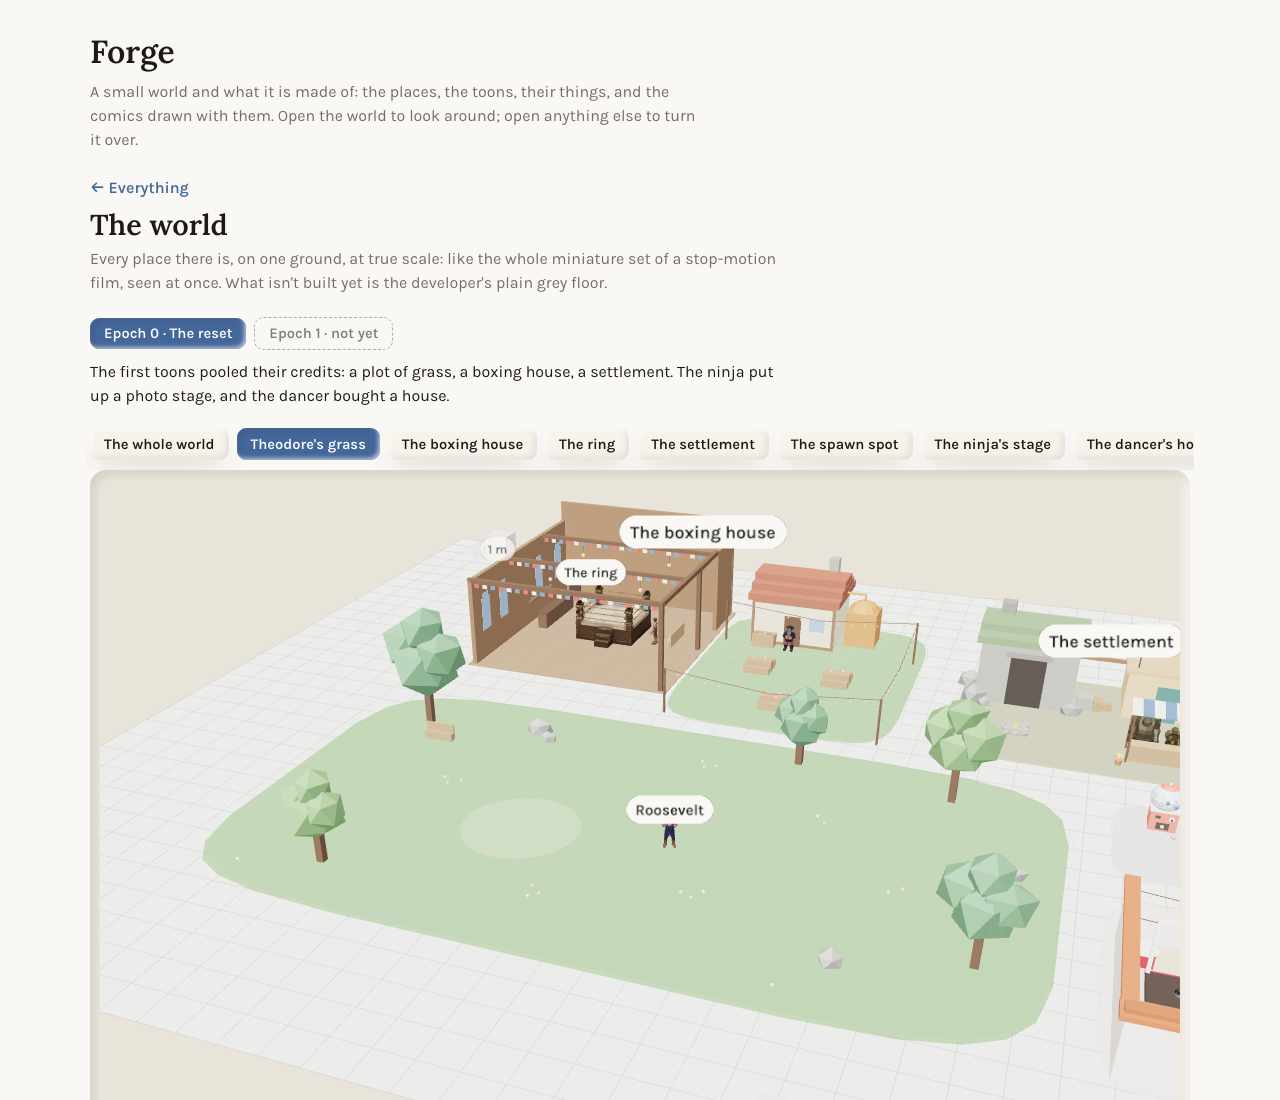 Forge
A small world and what it is made of: the places, the toons, their things, and the
comics drawn with them. Open the world to look around; open anything else to turn
it over.
← Everything
The world
Every place there is, on one ground, at true scale: like the whole miniature set of a stop-motion
film, seen at once. What isn't built yet is the developer's plain grey floor.
Epoch 0 · The reset
Epoch 1 · not yet
The first toons pooled their credits: a plot of grass, a boxing house, a settlement. The ninja put
up a photo stage, and the dancer bought a house.
The whole world
Theodore's grass
The boxing house
The ring
The settlement
The spawn spot
The ninja's stage
The dancer's ho
The boxing house
1 m
The ring
The settlement
Roosevelt